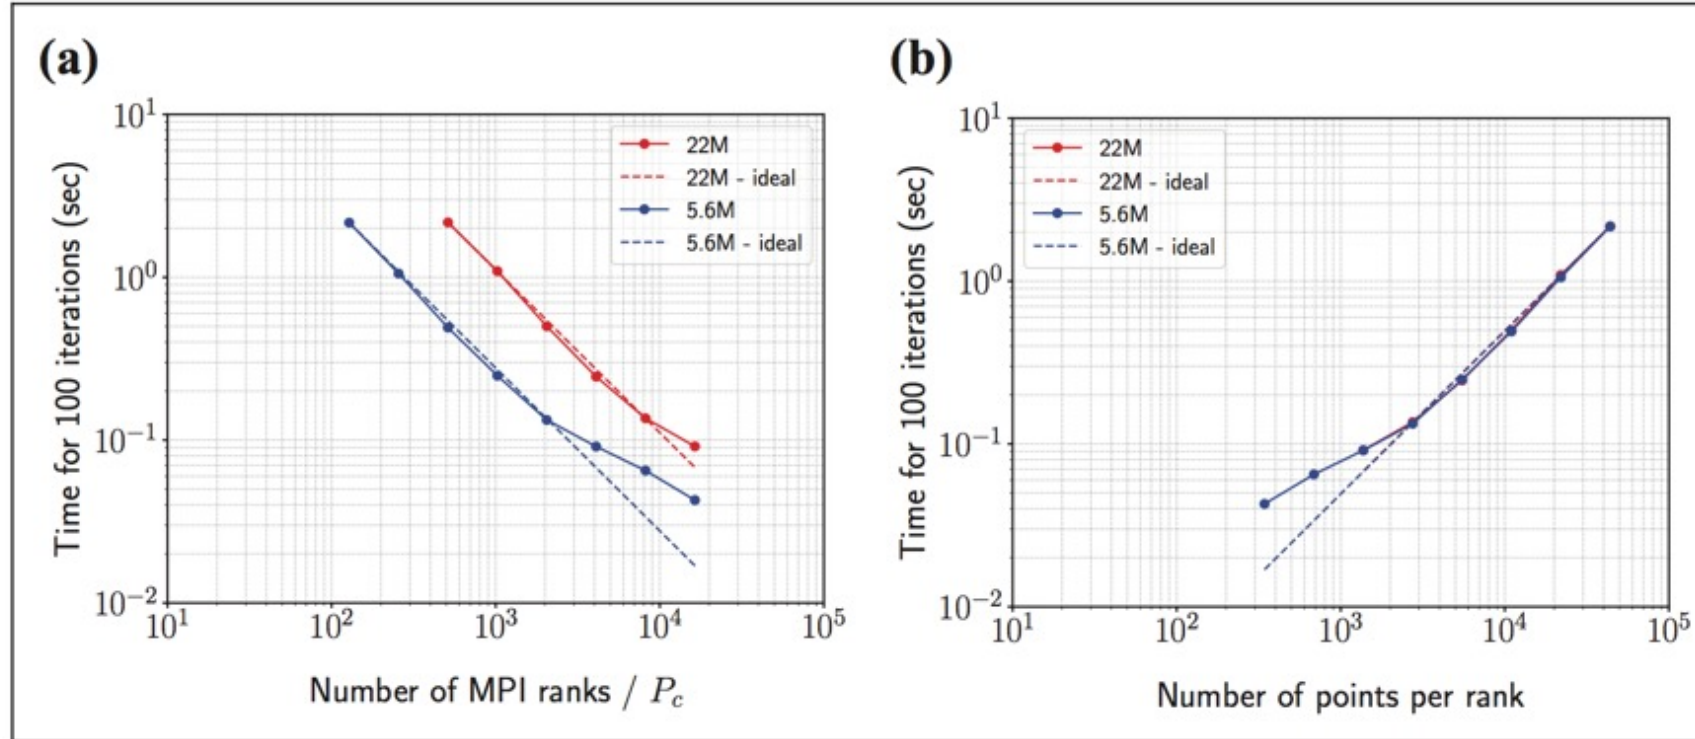 (a)
10^1
10^0
10^-1
10^-2
10^1
10^2
10^3
10^4
10^5
Time for 100 iterations (sec)
Number of MPI ranks / P_c
22M
22M - ideal
5.6M
5.6M - ideal
(b)
10^1
10^0
10^-1
10^-2
10^1
10^2
10^3
10^4
10^5
Time for 100 iterations (sec)
Number of points per rank
22M
22M - ideal
5.6M
5.6M - ideal